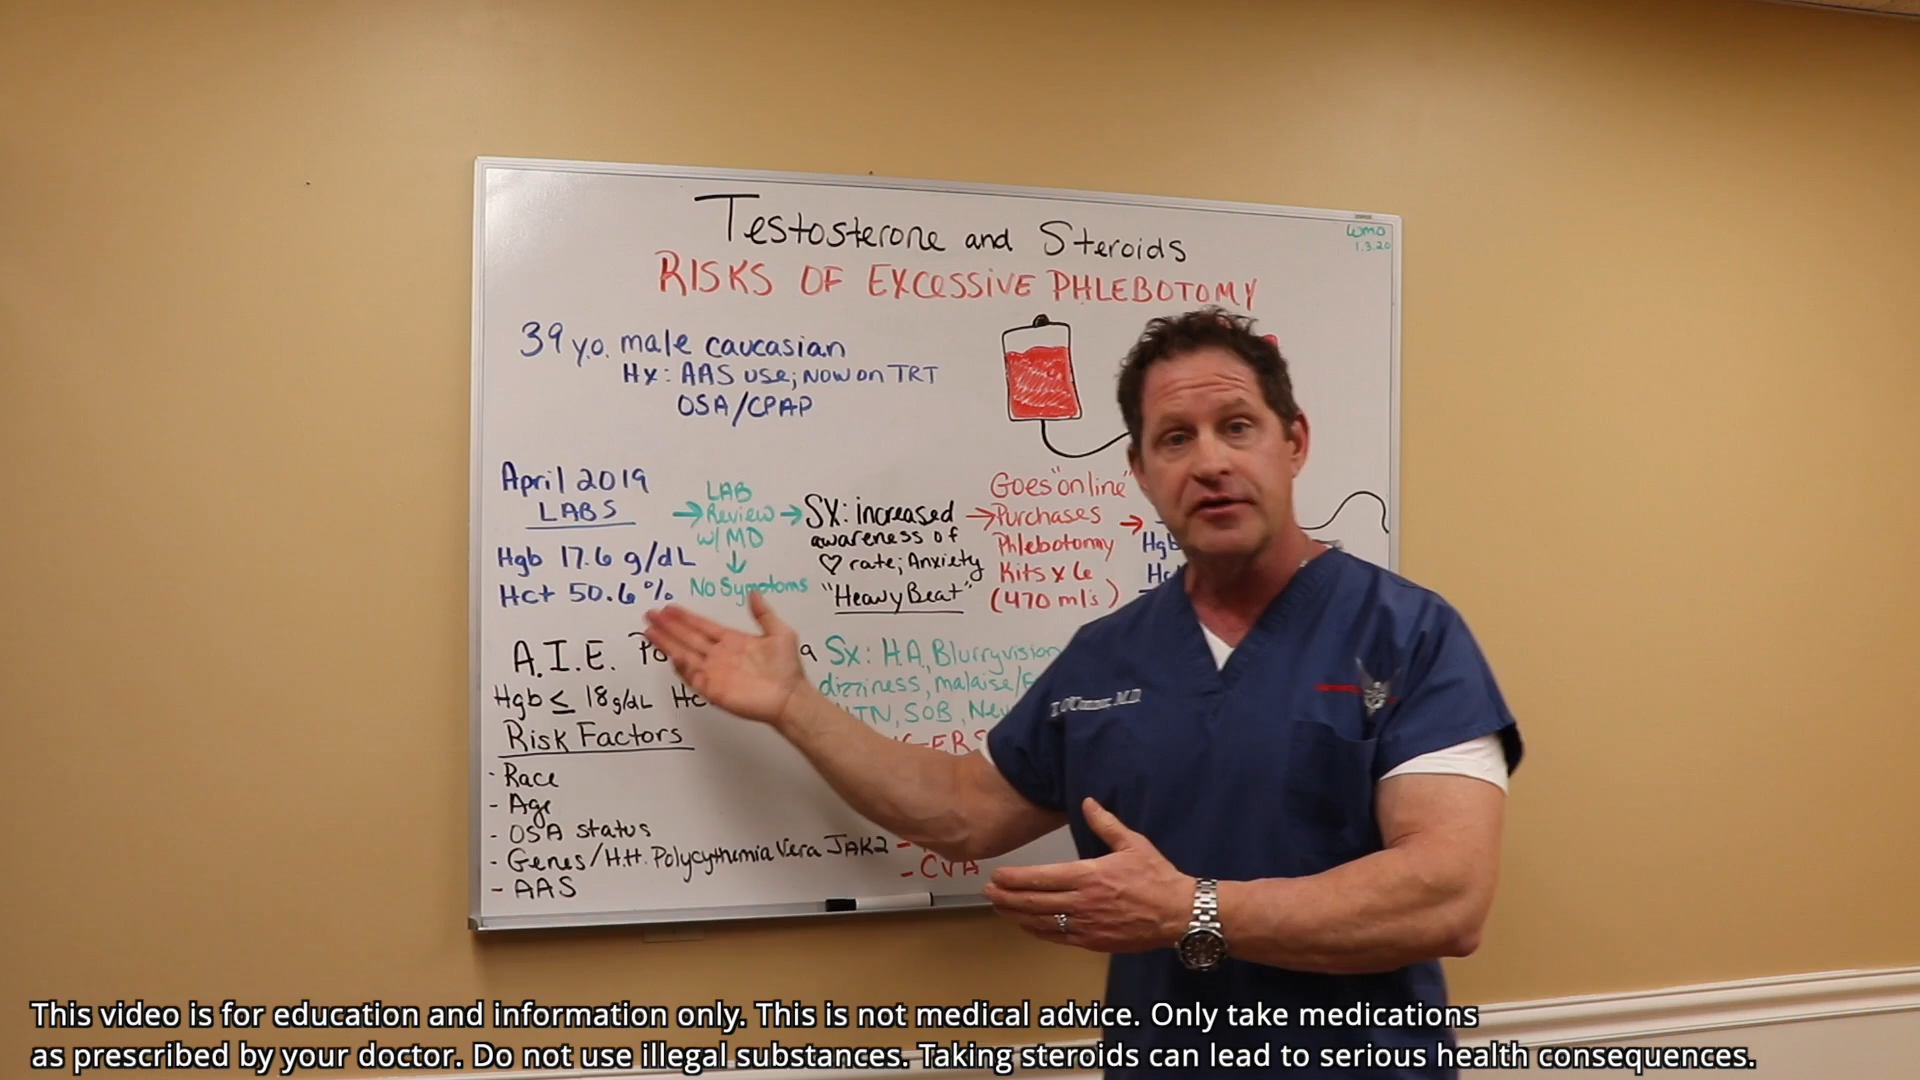 Testosterone and Steroids
WMO
1.3.20
RISKS OF EXCESSIVE PHLEBOTOMY
39 y.o. male caucasian
Hx: AAS use; Now on TRT
OSA/CPAP
April 2019
LABS
Hgb 17.6 g/dL
Hct 50.6 %
→ LAB
Review
w/MD
↓
No Symptoms
→ SX: increased
awareness of
♡ rate; Anxiety
"Heavy Beat"
→ Goes "online"
Purchases
Phlebotomy
Kits x 6
(470 ml's)
→
Hgb
A.I.E.
Hgb ≤ 18 g/dL
Sx: HA, Blurry vision
dizziness, malaise/
HTN, SOB,
Risk Factors
- Race
- Age
- OSA status
- Genes/H.H. Polycythemia Vera JAK2
- AAS
- CVA
O'Connor, M.D.
This video is for education and information only. This is not medical advice. Only take medications
as prescribed by your doctor. Do not use illegal substances. Taking steroids can lead to serious health consequences.